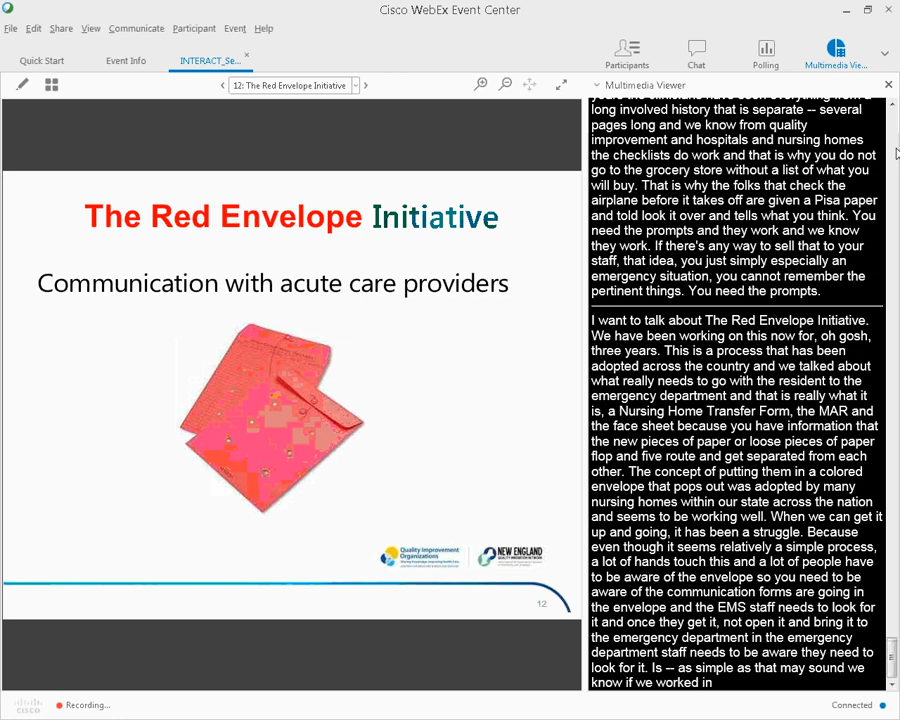 Cisco WebEx Event Center
File Edit Share View Communicate Participant Event Help
Quick Start
Event Info
INTERACT_Se...
Participants
Chat
Polling
Multimedia Vie...
12: The Red Envelope Initiative
Multimedia Viewer
The Red Envelope Initiative
Communication with acute care providers
Quality Improvement
Organizations
NEW ENGLAND
12
long involved history that is separate -- several
pages long and we know from quality
improvement and hospitals and nursing homes
the checklists do work and that is why you do not
go to the grocery store without a list of what you
will buy. That is why the folks that check the
airplane before it takes off are given a Pisa paper
and told look it over and tells what you think. You
need the prompts and they work and we know
they work. If there's any way to sell that to your
staff, that idea, you just simply especially an
emergency situation, you cannot remember the
pertinent things. You need the prompts.
I want to talk about The Red Envelope Initiative.
We have been working on this now for, oh gosh,
three years. This is a process that has been
adopted across the country and we talked about
what really needs to go with the resident to the
emergency department and that is really what it
is, a Nursing Home Transfer Form, the MAR and
the face sheet because you have information that
the new pieces of paper or loose pieces of paper
flop and five route and get separated from each
other. The concept of putting them in a colored
envelope that pops out was adopted by many
nursing homes within our state across the nation
and seems to be working well. When we can get it
up and going, it has been a struggle. Because
even though it seems relatively a simple process,
a lot of hands touch this and a lot of people have
to be aware of the envelope so you need to be
aware of the communication forms are going in
the envelope and the EMS staff needs to look for
it and once they get it, not open it and bring it to
the emergency department in the emergency
department staff needs to be aware they need to
look for it. Is -- as simple as that may sound we
know if we worked in
cisco
Recording...
Connected